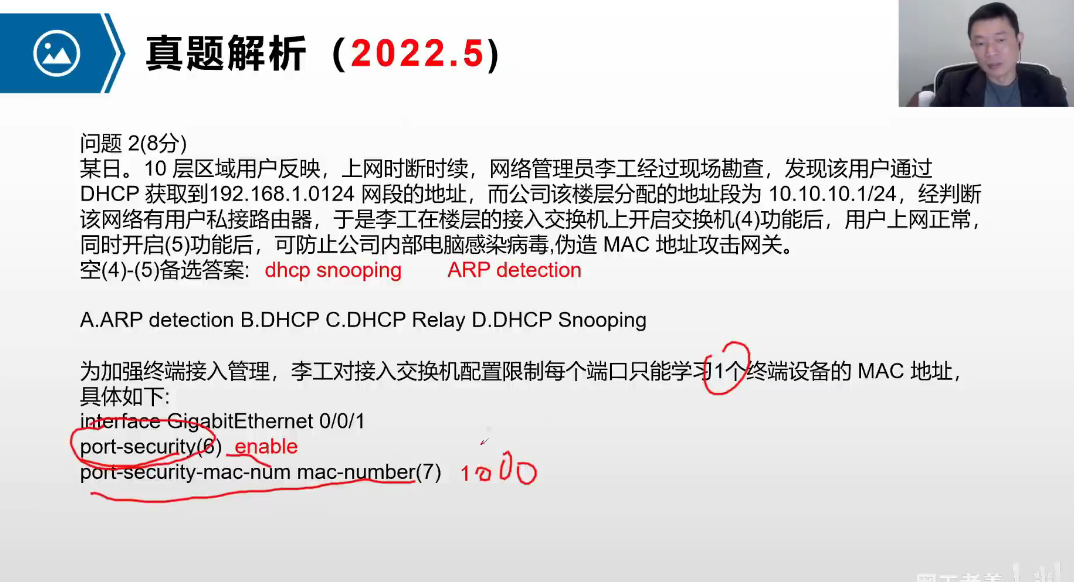 真题解析（2022.5）
问题 2(8分)
某日。10 层区域用户反映，上网时断时续，网络管理员李工经过现场勘查，发现该用户通过
DHCP 获取到192.168.1.0124 网段的地址，而公司该楼层分配的地址段为 10.10.10.1/24，经判断
该网络有用户私接路由器，于是李工在楼层的接入交换机上开启交换机(4)功能后，用户上网正常，
同时开启(5)功能后，可防止公司内部电脑感染病毒,伪造 MAC 地址攻击网关。
空(4)-(5)备选答案: dhcp snooping ARP detection
A.ARP detection B.DHCP C.DHCP Relay D.DHCP Snooping
为加强终端接入管理，李工对接入交换机配置限制每个端口只能学习1个终端设备的 MAC 地址，
具体如下:
interface GigabitEthernet 0/0/1
port-security(6) enable
port-security-mac-num mac-number(7) 1000